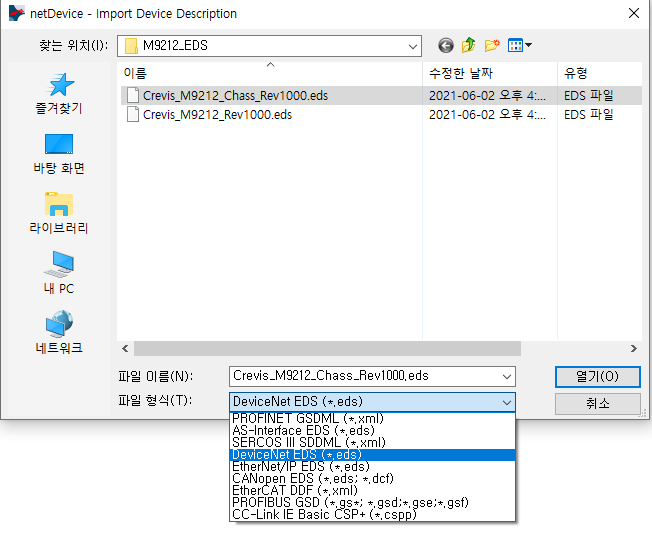 netDevice - Import Device Description
찾는 위치(I): M9212_EDS
이름 수정한 날짜 유형
Crevis_M9212_Chass_Rev1000.eds 2021-06-02 오후 4:... EDS 파일
Crevis_M9212_Rev1000.eds 2021-06-02 오후 4:... EDS 파일
즐겨찾기
바탕 화면
라이브러리
내 PC
네트워크
파일 이름(N): Crevis_M9212_Chass_Rev1000.eds 열기(O)
파일 형식(T): DeviceNet EDS (*.eds) 취소
PROFINET GSDML (*.xml)
AS-Interface EDS (*.eds)
SERCOS III SDDML (*.xml)
DeviceNet EDS (*.eds)
EtherNet/IP EDS (*.eds)
CANopen EDS (*.eds; *.dcf)
EtherCAT DDF (*.xml)
PROFIBUS GSD (*.gs*; *.gsd;*.gse;*.gsf)
CC-Link IE Basic CSP+ (*.cspp)